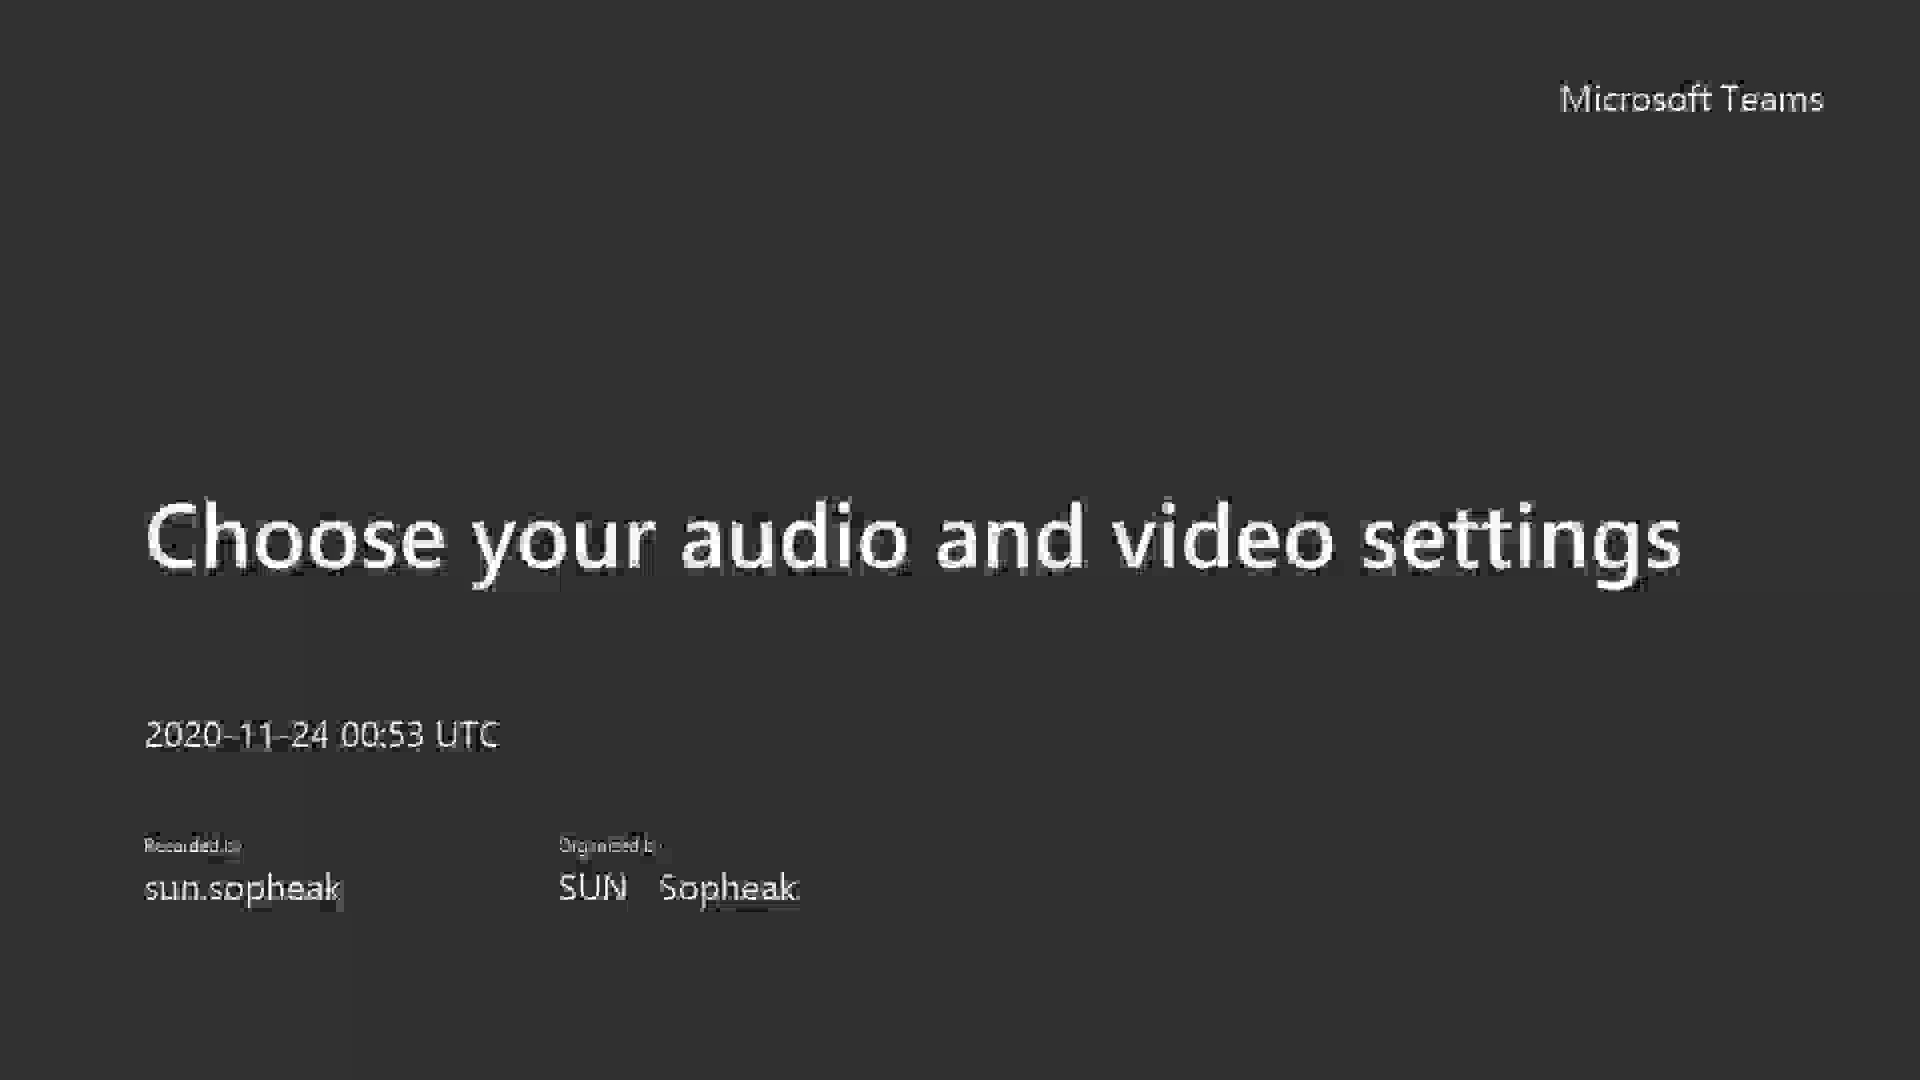 Microsoft Teams
Choose your audio and video settings
2020-11-24 00:53 UTC
Recorded by
Organized by
sun.sopheak
SUN Sopheak